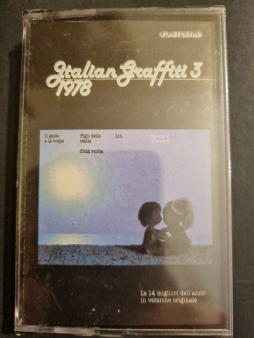 Italian Graffiti 3
1978
Il gatto
e la volpe
Figli delle
stelle
Città vuota
Lilì
Le 14 migliori dell'anno
in versione originale